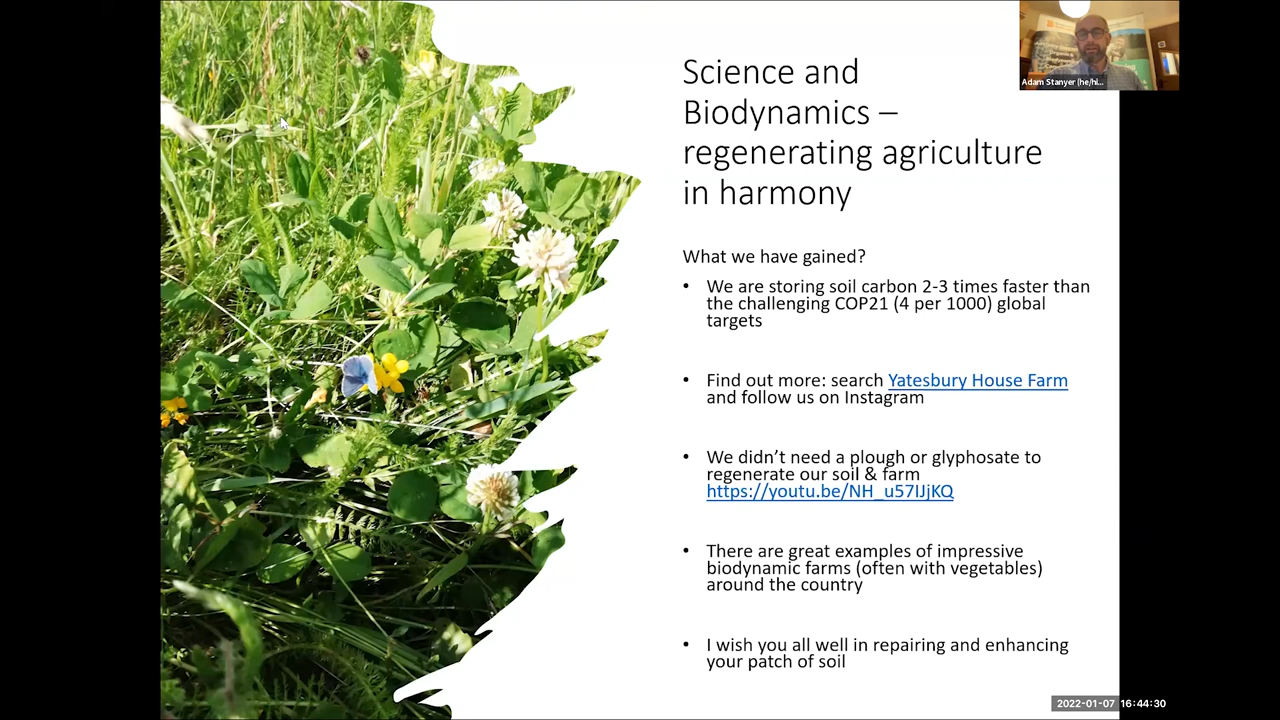 Science and
Biodynamics –
regenerating agriculture
in harmony
What we have gained?
• We are storing soil carbon 2-3 times faster than
the challenging COP21 (4 per 1000) global
targets
• Find out more: search Yatesbury House Farm
and follow us on Instagram
• We didn’t need a plough or glyphosate to
regenerate our soil & farm
https://youtu.be/NH_u57IJjKQ
• There are great examples of impressive
biodynamic farms (often with vegetables)
around the country
• I wish you all well in repairing and enhancing
your patch of soil
Adam Stanyer (he/hi...
2022-01-07 16:44:30